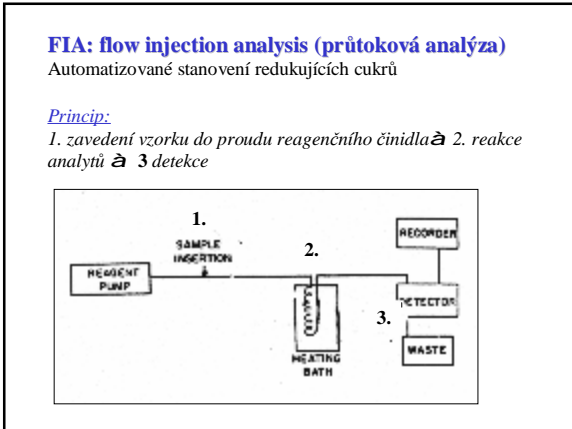 FIA: flow injection analysis (průtoková analýza)
Automatizované stanovení redukujících cukrů
Princip:
1. zavedení vzorku do proudu reagenčního činidla à 2. reakce
analytů à 3 detekce
1.
SAMPLE
INSERTION
2.
RECORDER
REAGENT
PUMP
DETECTOR
3.
HEATING
BATH
WASTE